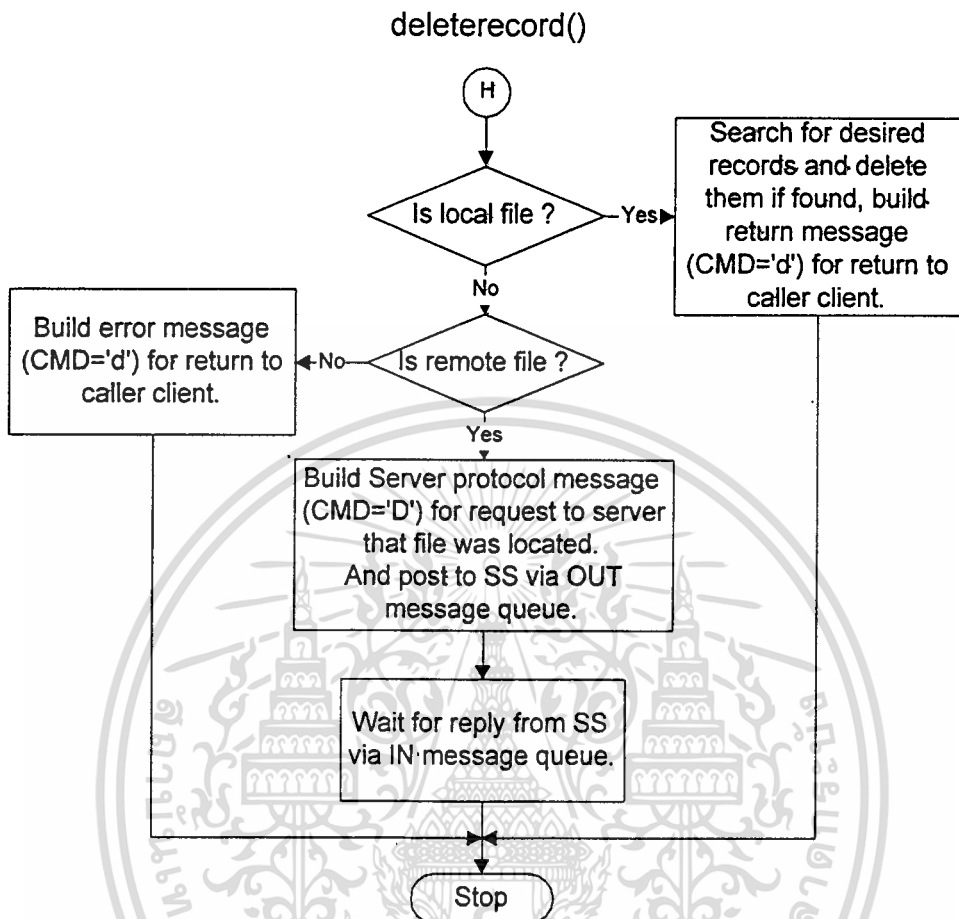 deleterecord()
H
Search for desired
records and delete
them if found, build
return message
(CMD='d') for return to
caller client.
Is local file ?
Yes
No
Build error message
(CMD='d') for return to
caller client.
No
Is remote file ?
Yes
Build Server protocol message
(CMD='D') for request to server
that file was located.
And post to SS via OUT
message queue.
Wait for reply from SS
via IN message queue.
Stop